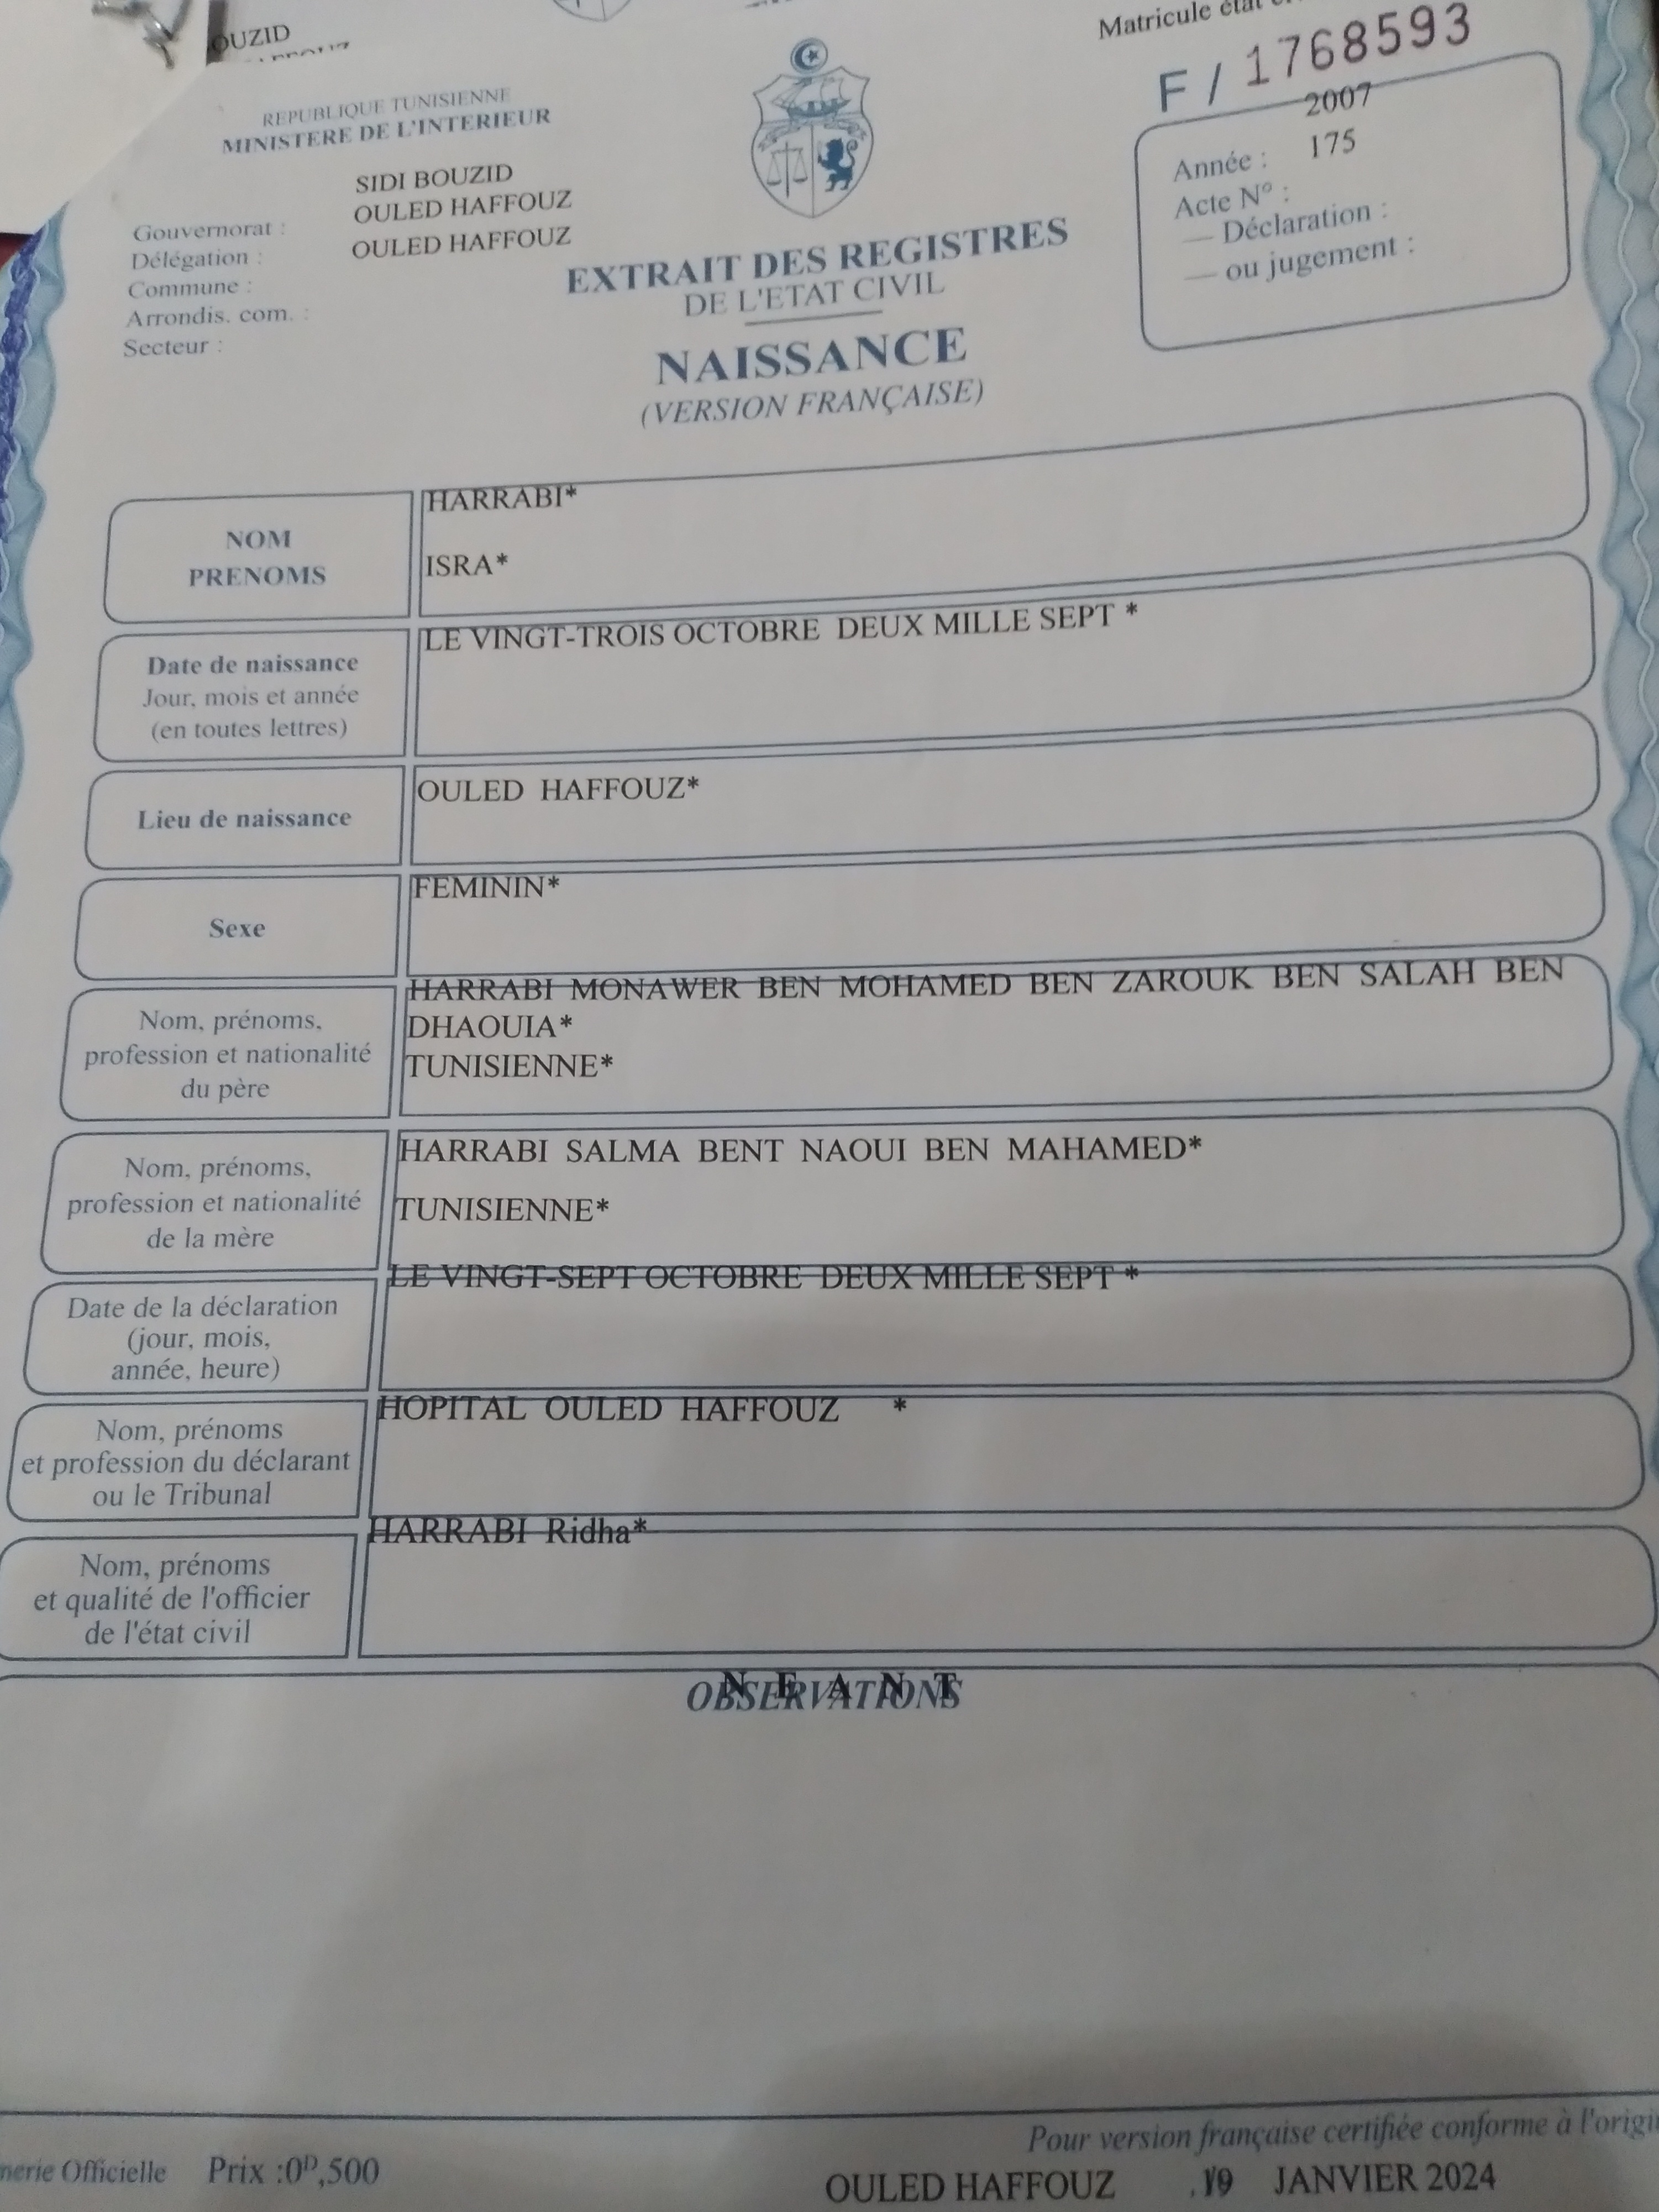 OUZID
Matricule état
F / 1768593
REPUBLIQUE TUNISIENNE
MINISTERE DE L'INTERIEUR
Gouvernorat : SIDI BOUZID
Délégation : OULED HAFFOUZ
Commune : OULED HAFFOUZ
Arrondis. com. :
Secteur :
2007
Année : 175
Acte N° :
— Déclaration :
— ou jugement :
EXTRAIT DES REGISTRES
DE L'ETAT CIVIL
NAISSANCE
(VERSION FRANÇAISE)
NOM
PRENOMS
HARRABI*
ISRA*
Date de naissance
Jour, mois et année
(en toutes lettres)
LE VINGT-TROIS OCTOBRE DEUX MILLE SEPT *
Lieu de naissance
OULED HAFFOUZ*
Sexe
FEMININ*
Nom, prénoms,
profession et nationalité
du père
HARRABI MONAWER BEN MOHAMED BEN ZAROUK BEN SALAH BEN
DHAOUIA*
TUNISIENNE*
Nom, prénoms,
profession et nationalité
de la mère
HARRABI SALMA BENT NAOUI BEN MAHAMED*
TUNISIENNE*
Date de la déclaration
(jour, mois,
année, heure)
LE VINGT-SEPT OCTOBRE DEUX MILLE SEPT *
Nom, prénoms
et profession du déclarant
ou le Tribunal
HOPITAL OULED HAFFOUZ *
Nom, prénoms
et qualité de l'officier
de l'état civil
HARRABI Ridha*
OBSERVATIONS
N E A N T
Pour version française certifiée conforme à l'origi
nerie Officielle Prix :0D,500
OULED HAFFOUZ 19 JANVIER 2024